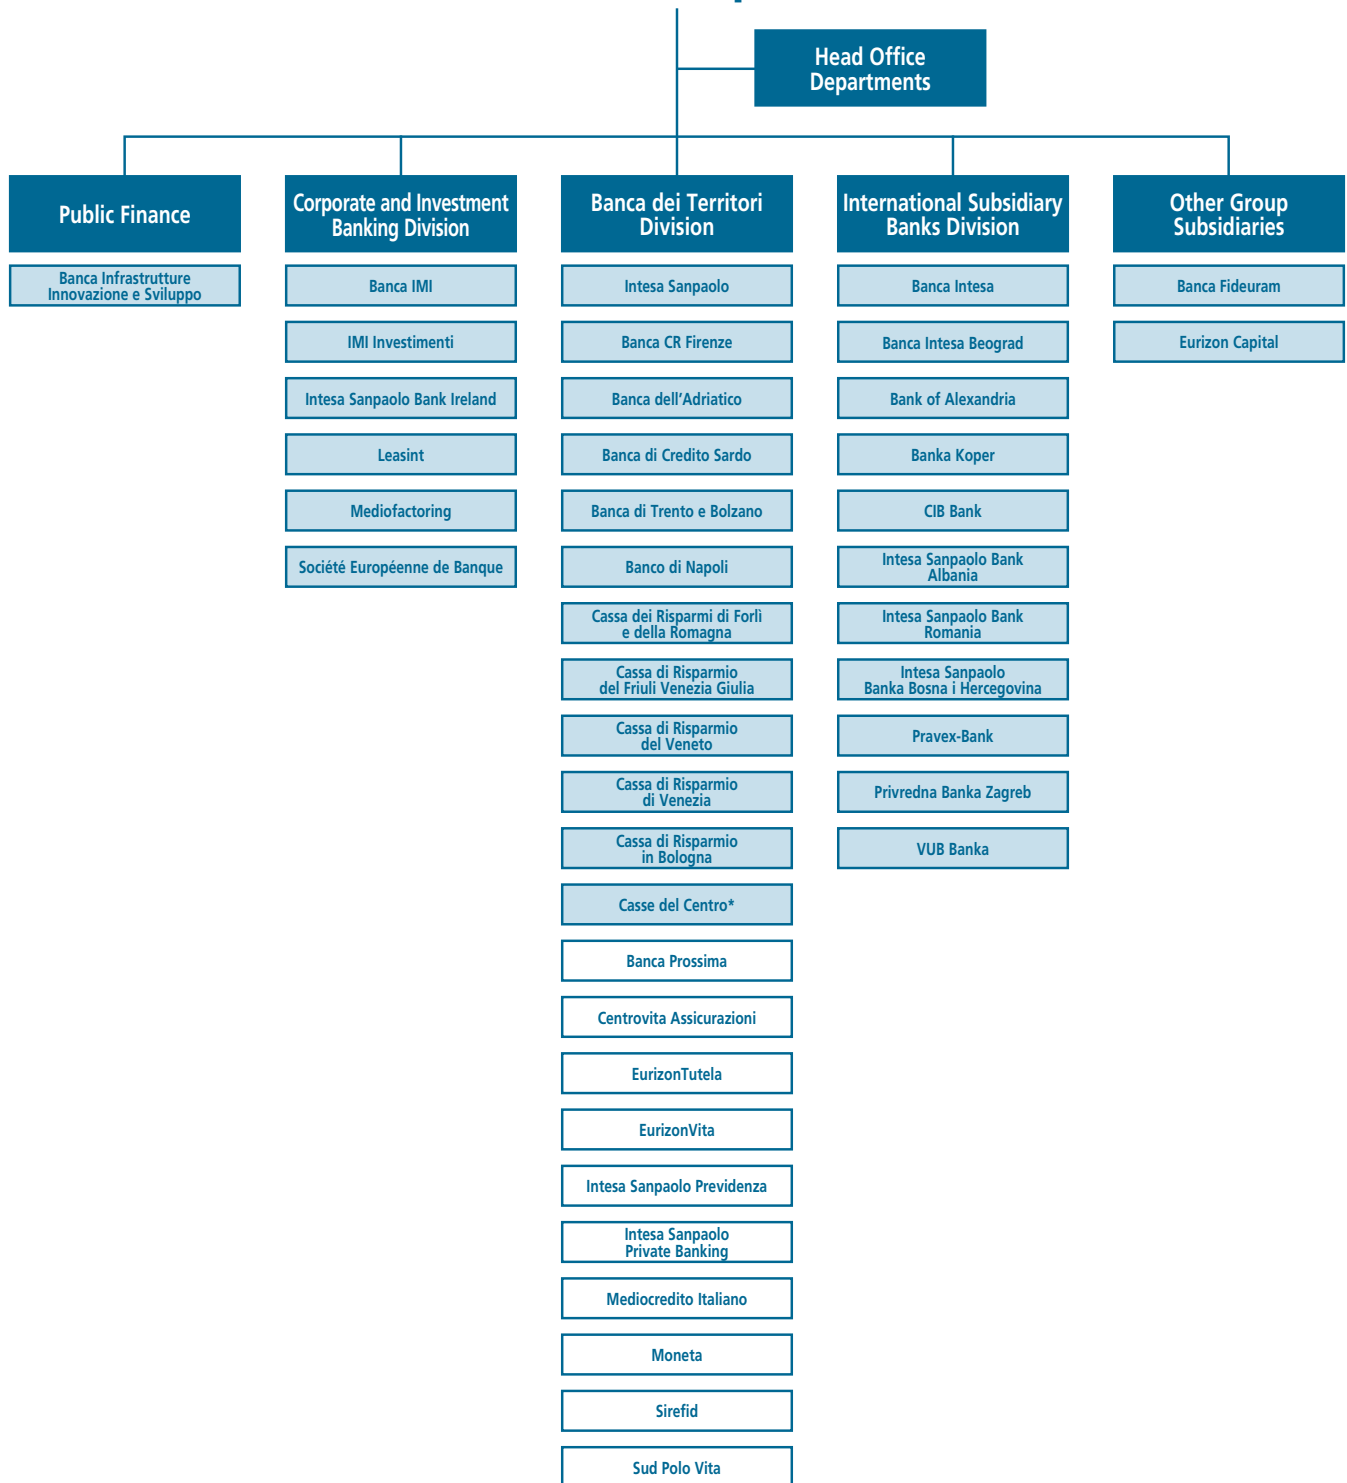 Head Office
Departments
Public Finance
Banca Infrastrutture
Innovazione e Sviluppo
Corporate and Investment
Banking Division
Banca IMI
IMI Investimenti
Intesa Sanpaolo Bank Ireland
Leasint
Mediofactoring
Société Européenne de Banque
Banca dei Territori
Division
Intesa Sanpaolo
Banca CR Firenze
Banca dell'Adriatico
Banca di Credito Sardo
Banca di Trento e Bolzano
Banco di Napoli
Cassa dei Risparmi di Forlì
e della Romagna
Cassa di Risparmio
del Friuli Venezia Giulia
Cassa di Risparmio
del Veneto
Cassa di Risparmio
di Venezia
Cassa di Risparmio
in Bologna
Casse del Centro*
Banca Prossima
Centrovita Assicurazioni
EurizonTutela
EurizonVita
Intesa Sanpaolo Previdenza
Intesa Sanpaolo
Private Banking
Mediocredito Italiano
Moneta
Sirefid
Sud Polo Vita
International Subsidiary
Banks Division
Banca Intesa
Banca Intesa Beograd
Bank of Alexandria
Banka Koper
CIB Bank
Intesa Sanpaolo Bank
Albania
Intesa Sanpaolo Bank
Romania
Intesa Sanpaolo
Banka Bosna i Hercegovina
Pravex-Bank
Privredna Banka Zagreb
VUB Banka
Other Group
Subsidiaries
Banca Fideuram
Eurizon Capital